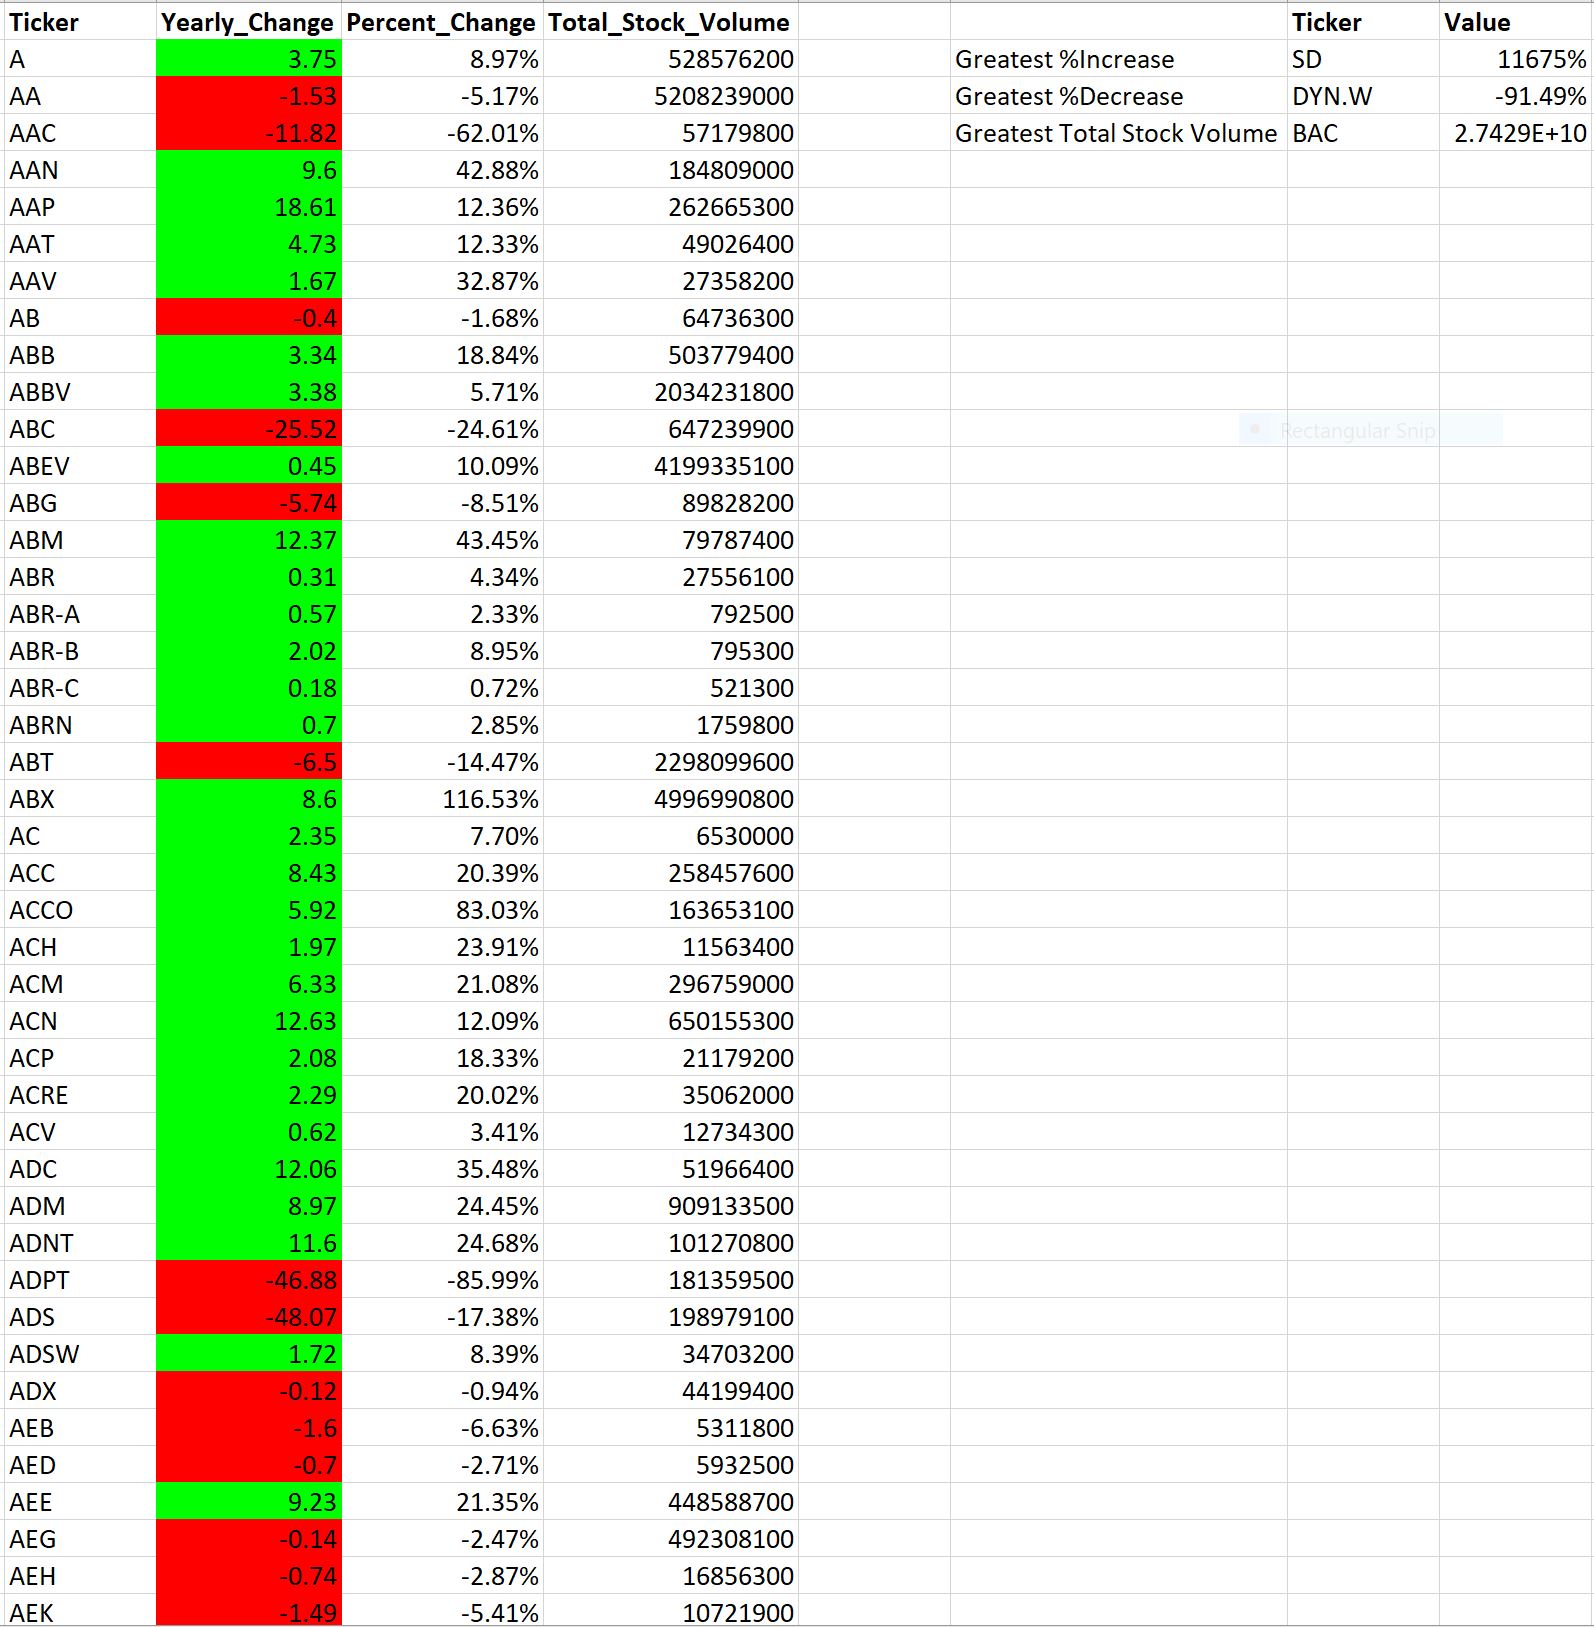 Ticker Yearly_Change Percent_Change Total_Stock_Volume Ticker Value
A 3.75 8.97% 528576200 Greatest %Increase SD 11675%
AA -1.53 -5.17% 5208239000 Greatest %Decrease DYN.W -91.49%
AAC -11.82 -62.01% 57179800 Greatest Total Stock Volume BAC 2.7429E+10
AAN 9.6 42.88% 184809000
AAP 18.61 12.36% 262665300
AAT 4.73 12.33% 49026400
AAV 1.67 32.87% 27358200
AB -0.4 -1.68% 64736300
ABB 3.34 18.84% 503779400
ABBV 3.38 5.71% 2034231800
ABC -25.52 -24.61% 647239900 Rectangular Snip
ABEV 0.45 10.09% 4199335100
ABG -5.74 -8.51% 89828200
ABM 12.37 43.45% 79787400
ABR 0.31 4.34% 27556100
ABR-A 0.57 2.33% 792500
ABR-B 2.02 8.95% 795300
ABR-C 0.18 0.72% 521300
ABRN 0.7 2.85% 1759800
ABT -6.5 -14.47% 2298099600
ABX 8.6 116.53% 4996990800
AC 2.35 7.70% 6530000
ACC 8.43 20.39% 258457600
ACCO 5.92 83.03% 163653100
ACH 1.97 23.91% 11563400
ACM 6.33 21.08% 296759000
ACN 12.63 12.09% 650155300
ACP 2.08 18.33% 21179200
ACRE 2.29 20.02% 35062000
ACV 0.62 3.41% 12734300
ADC 12.06 35.48% 51966400
ADM 8.97 24.45% 909133500
ADNT 11.6 24.68% 101270800
ADPT -46.88 -85.99% 181359500
ADS -48.07 -17.38% 198979100
ADSW 1.72 8.39% 34703200
ADX -0.12 -0.94% 44199400
AEB -1.6 -6.63% 5311800
AED -0.7 -2.71% 5932500
AEE 9.23 21.35% 448588700
AEG -0.14 -2.47% 492308100
AEH -0.74 -2.87% 16856300
AEK -1.49 -5.41% 10721900